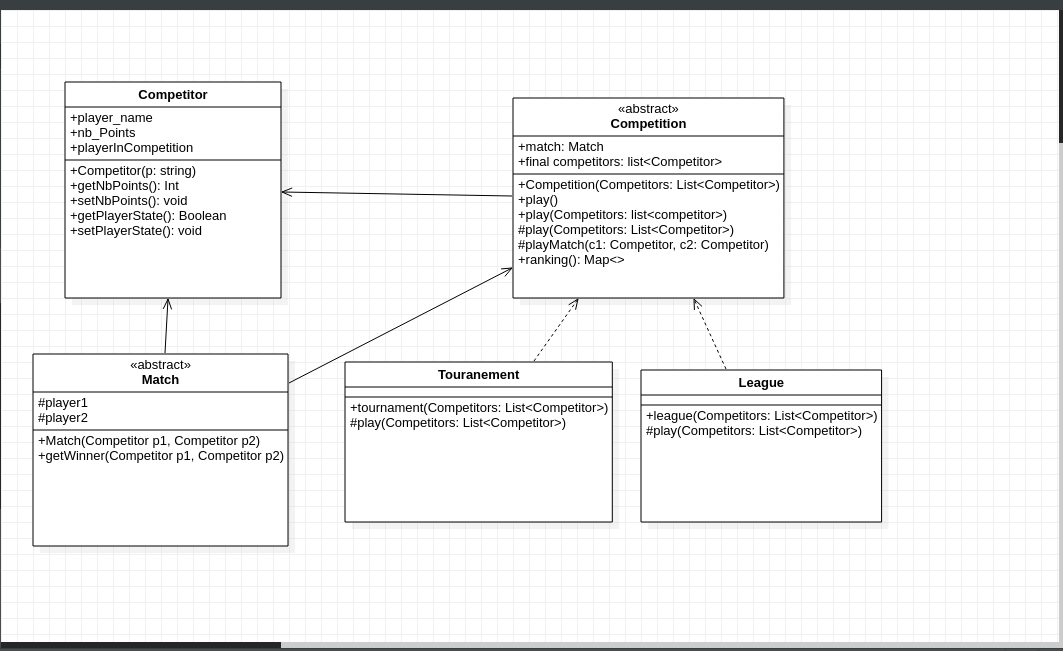 Competitor
+player_name
+nb_Points
+playerInCompetition
+Competitor(p: string)
+getNbPoints(): Int
+setNbPoints(): void
+getPlayerState(): Boolean
+setPlayerState(): void
«abstract»
Competition
+match: Match
+final competitors: list<Competitor>
+Competition(Competitors: List<Competitor>)
+play()
+play(Competitors: list<competitor>)
#play(Competitors: List<Competitor>)
#playMatch(c1: Competitor, c2: Competitor)
+ranking(): Map<>
«abstract»
Match
#player1
#player2
+Match(Competitor p1, Competitor p2)
+getWinner(Competitor p1, Competitor p2)
Touranement
+tournament(Competitors: List<Competitor>)
#play(Competitors: List<Competitor>)
League
+league(Competitors: List<Competitor>)
#play(Competitors: List<Competitor>)